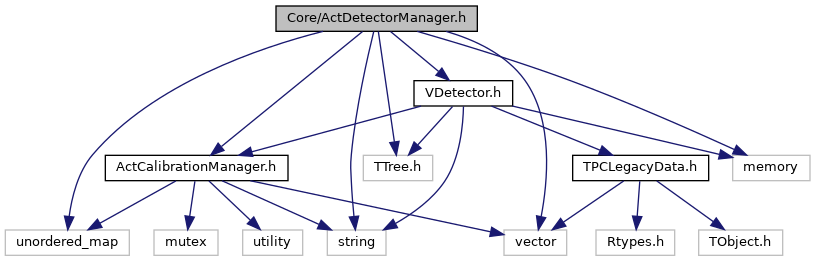 Core/ActDetectorManager.h
VDetector.h
ActCalibrationManager.h
TTree.h
TPCLegacyData.h
memory
unordered_map
mutex
utility
string
vector
Rtypes.h
TObject.h